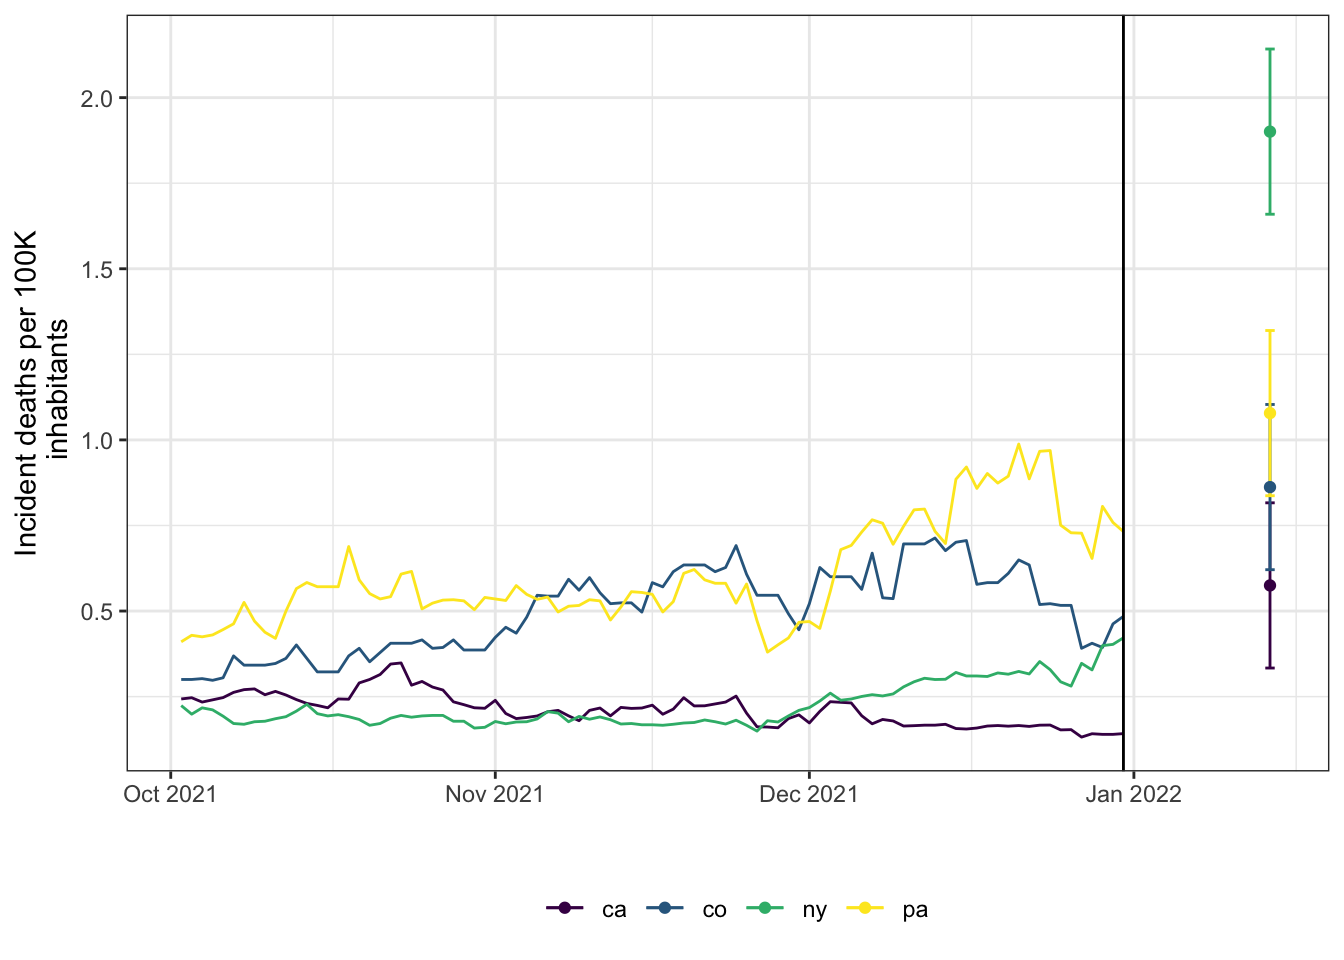 Incident deaths per 100K
inhabitants
2.0
1.5
1.0
0.5
Oct 2021 Nov 2021 Dec 2021 Jan 2022
ca co ny pa